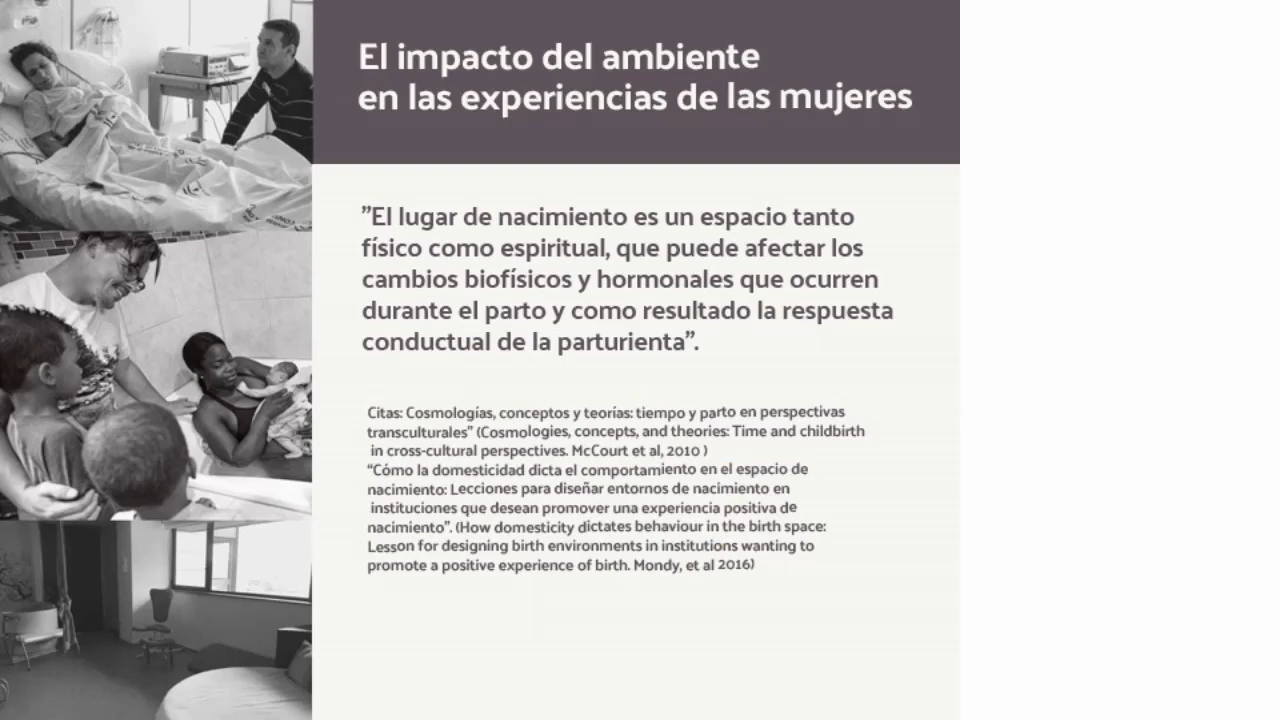 El impacto del ambiente
en las experiencias de las mujeres
”El lugar de nacimiento es un espacio tanto
físico como espiritual, que puede afectar los
cambios biofísicos y hormonales que ocurren
durante el parto y como resultado la respuesta
conductual de la parturienta”.
Citas: Cosmologías, conceptos y teorías: tiempo y parto en perspectivas
transculturales” (Cosmologies, concepts, and theories: Time and childbirth
in cross-cultural perspectives. McCourt et al, 2010 )
“Cómo la domesticidad dicta el comportamiento en el espacio de
nacimiento: Lecciones para diseñar entornos de nacimiento en
instituciones que desean promover una experiencia positiva de
nacimiento”. (How domesticity dictates behaviour in the birth space:
Lesson for designing birth environments in institutions wanting to
promote a positive experience of birth. Mondy, et al 2016)